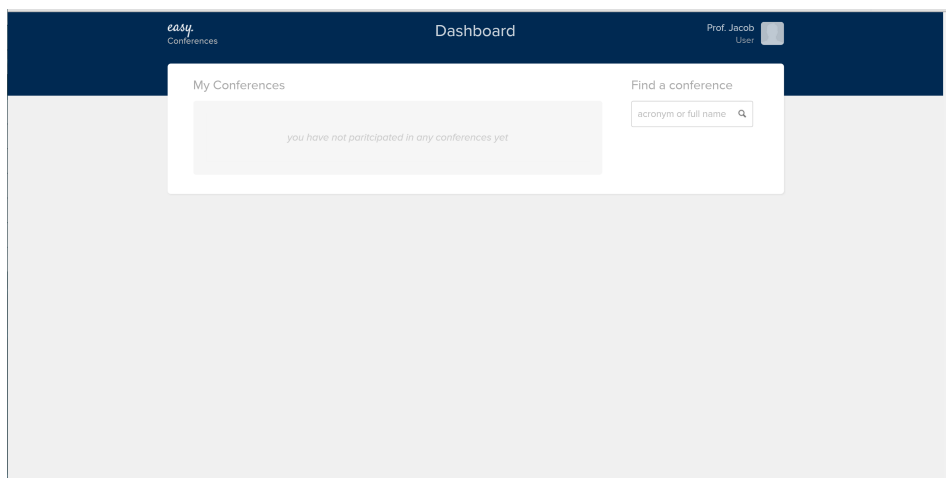 easy.
Conferences
Dashboard
Prof. Jacob
User
My Conferences
you have not paritcipated in any conferences yet
Find a conference
acronym or full name